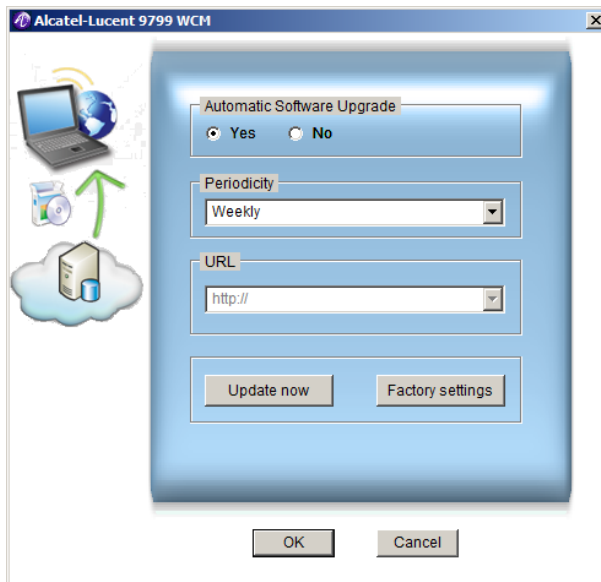 Alcatel-Lucent 9799 WCM
Automatic Software Upgrade
Yes No
Periodicity
Weekly
URL
http://
Update now Factory settings
OK Cancel